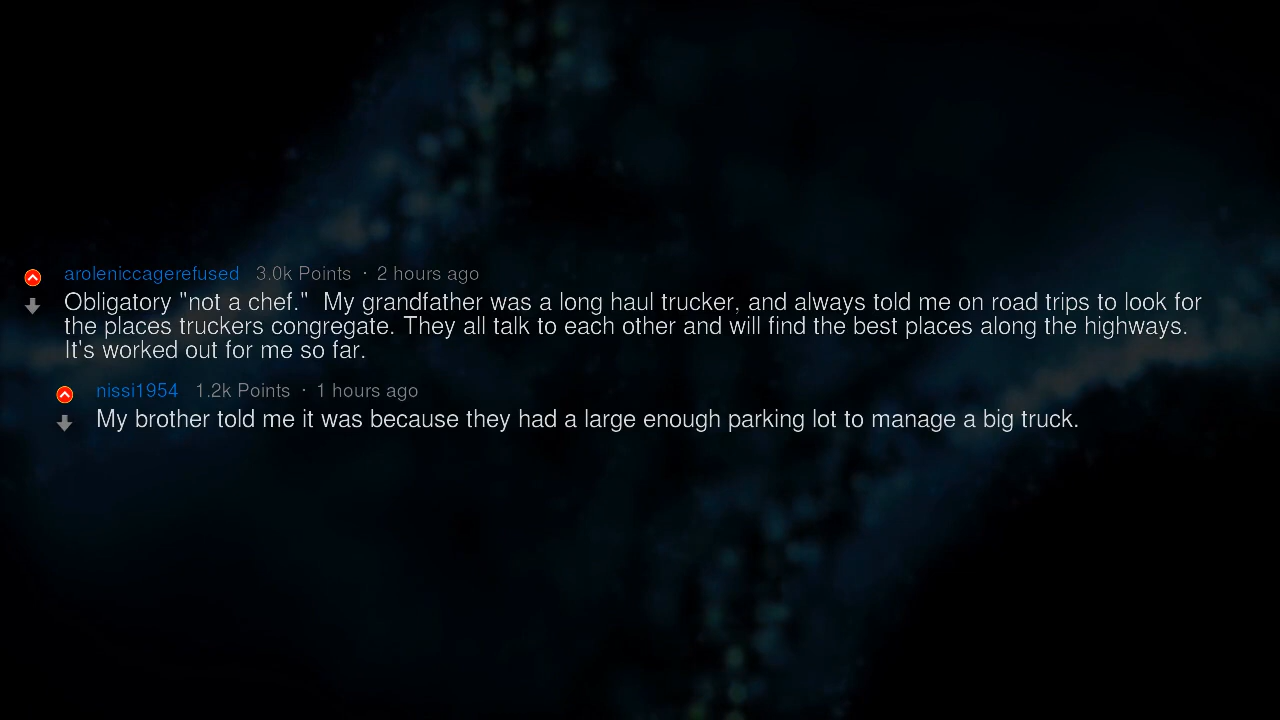 aroleniccagerefused 3.0k Points · 2 hours ago
Obligatory "not a chef."  My grandfather was a long haul trucker, and always told me on road trips to look for
the places truckers congregate. They all talk to each other and will find the best places along the highways.
It's worked out for me so far.
nissi1954 1.2k Points · 1 hours ago
My brother told me it was because they had a large enough parking lot to manage a big truck.